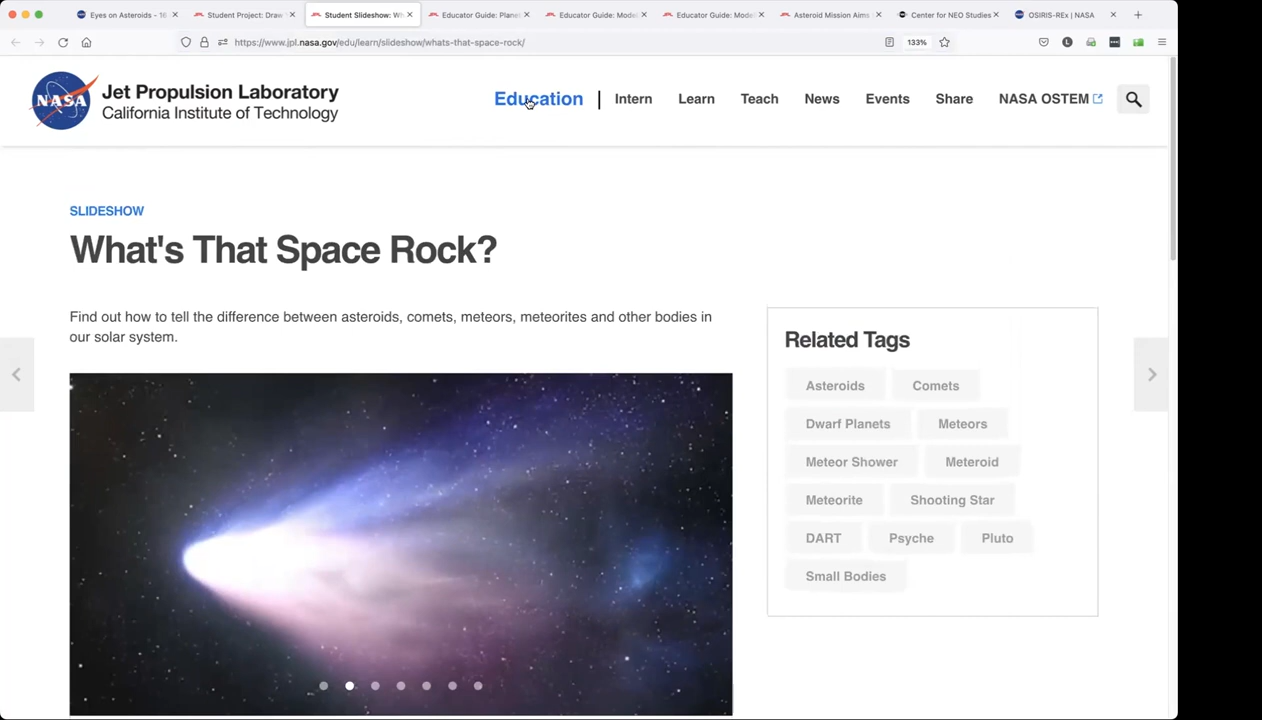 Eyes on Asteroids - 16
Student Project: Draw
Student Slideshow: Wh
Educator Guide: Plane
Educator Guide: Mode
Educator Guide: Mode
Asteroid Mission Aims
Center for NEO Studies
OSIRIS-REx | NASA
https://www.jpl.nasa.gov/edu/learn/slideshow/whats-that-space-rock/
133%
NASA
Jet Propulsion Laboratory
California Institute of Technology
Education | Intern Learn Teach News Events Share NASA OSTEM
SLIDESHOW
What's That Space Rock?
Find out how to tell the difference between asteroids, comets, meteors, meteorites and other bodies in
our solar system.
Related Tags
Asteroids Comets
Dwarf Planets Meteors
Meteor Shower Meteroid
Meteorite Shooting Star
DART Psyche Pluto
Small Bodies